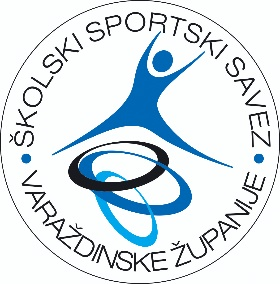 • ŠKOLSKI SPORTSKI SAVEZ •
VARAŽDINSKE ŽUPANIJE